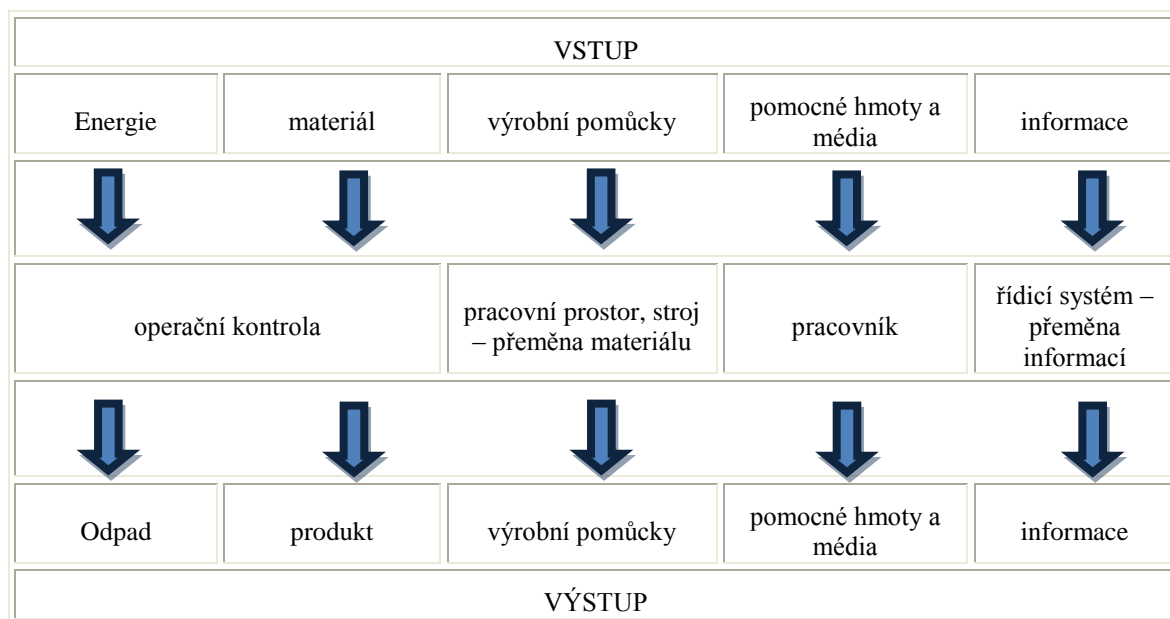 VSTUP
Energie
materiál
výrobní pomůcky
pomocné hmoty a
média
informace
operační kontrola
pracovní prostor, stroj
– přeměna materiálu
pracovník
řídicí systém –
přeměna
informací
Odpad
produkt
výrobní pomůcky
pomocné hmoty a
média
informace
VÝSTUP